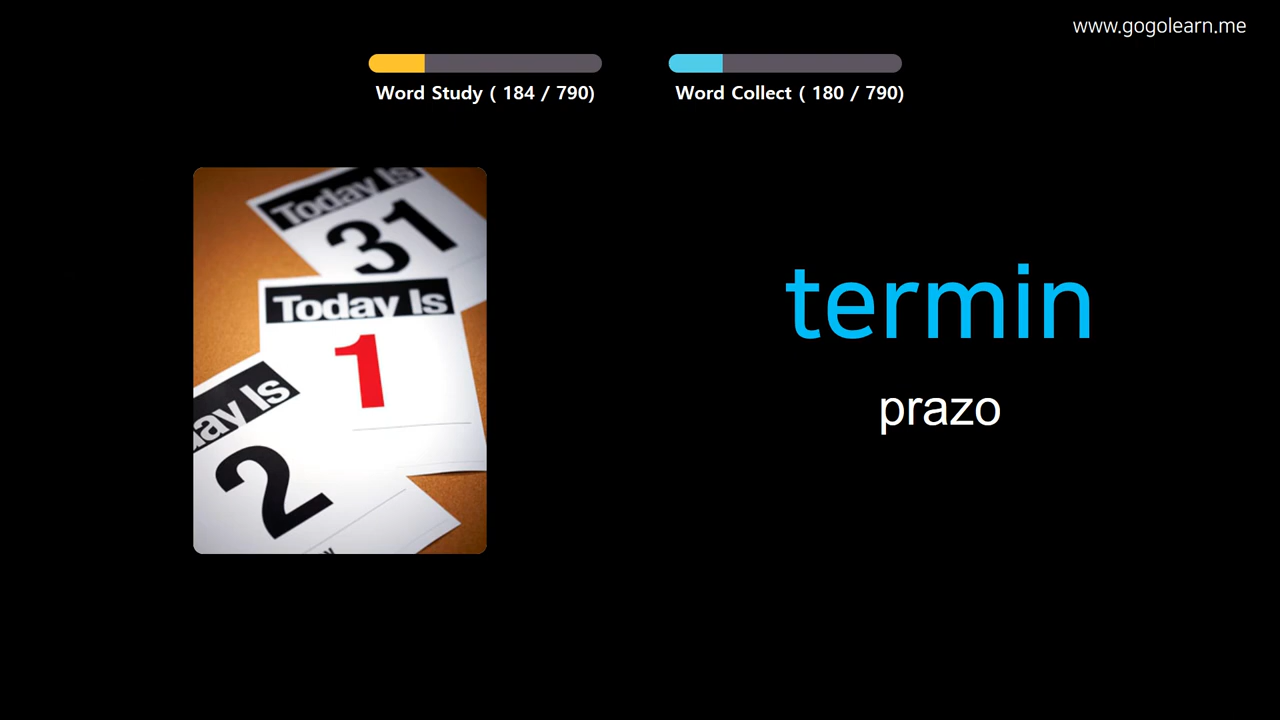 www.gogolearn.me
Word Study ( 184 / 790)
Word Collect ( 180 / 790)
Today Is
31
Today Is
1
ay Is
2
termin
prazo